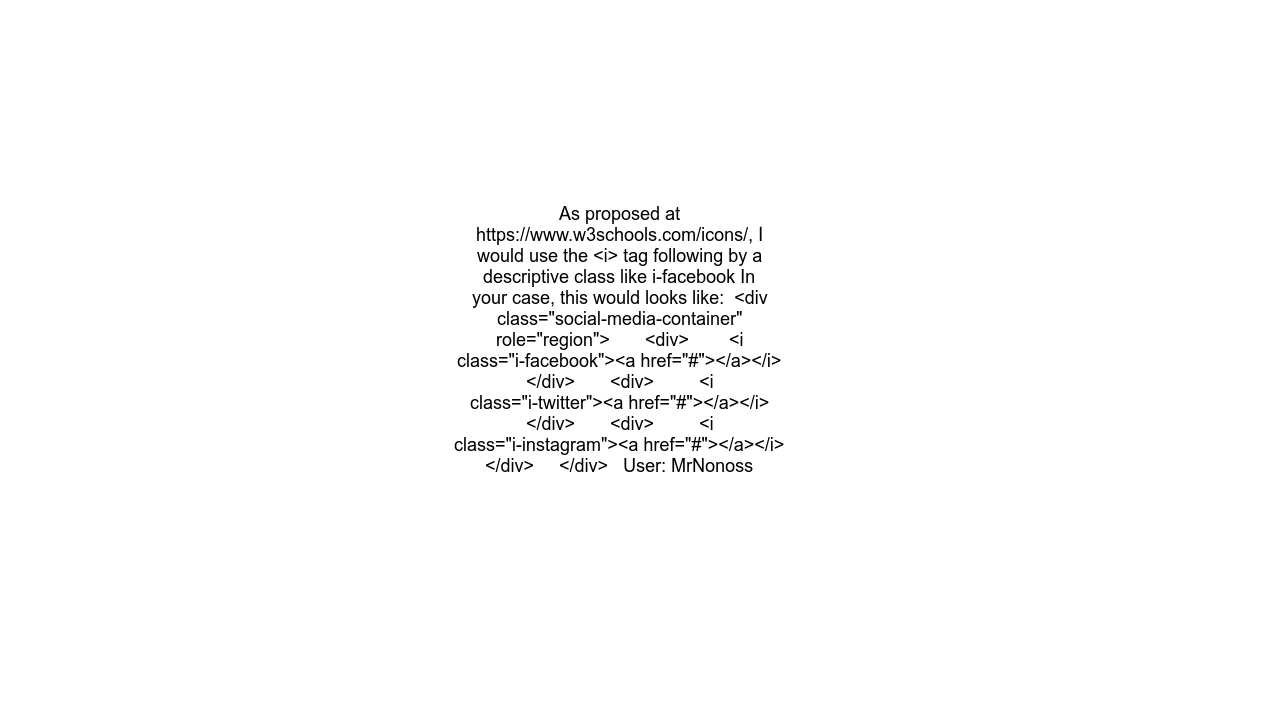 As proposed at
https://www.w3schools.com/icons/, I
would use the <i> tag following by a
descriptive class like i-facebook In
your case, this would looks like:  <div
class="social-media-container"
role="region">       <div>         <i
class="i-facebook"><a href="#"></a></i>
</div>       <div>         <i
class="i-twitter"><a href="#"></a></i>
</div>       <div>         <i
class="i-instagram"><a href="#"></a></i>
</div>     </div>   User: MrNonoss